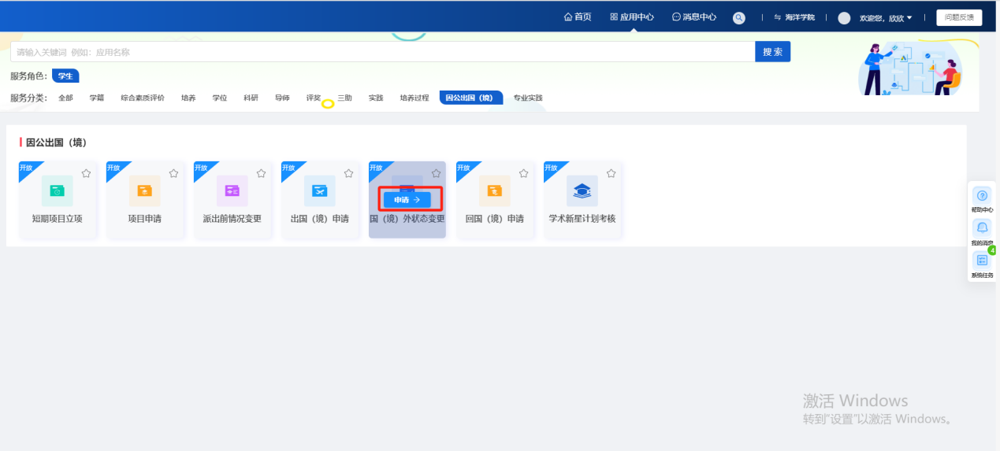 首页 应用中心 消息中心 海洋学院 欢迎您，欣欣 问题反馈
请输入关键词 例如：应用名称 搜索
服务角色： 学生
服务分类： 全部 学籍 综合素质评价 培养 学位 科研 导师 评奖 三助 实践 培养过程 因公出国（境） 专业实践
因公出国（境）
开放 开放 开放 开放 开放 开放 开放
申请 →
短期项目立项 项目申请 派出前情况变更 出国（境）申请 国（境）外状态变更 回国（境）申请 学术新星计划考核
帮助中心
我的消息
4
系统任务
激活 Windows
转到"设置"以激活 Windows。